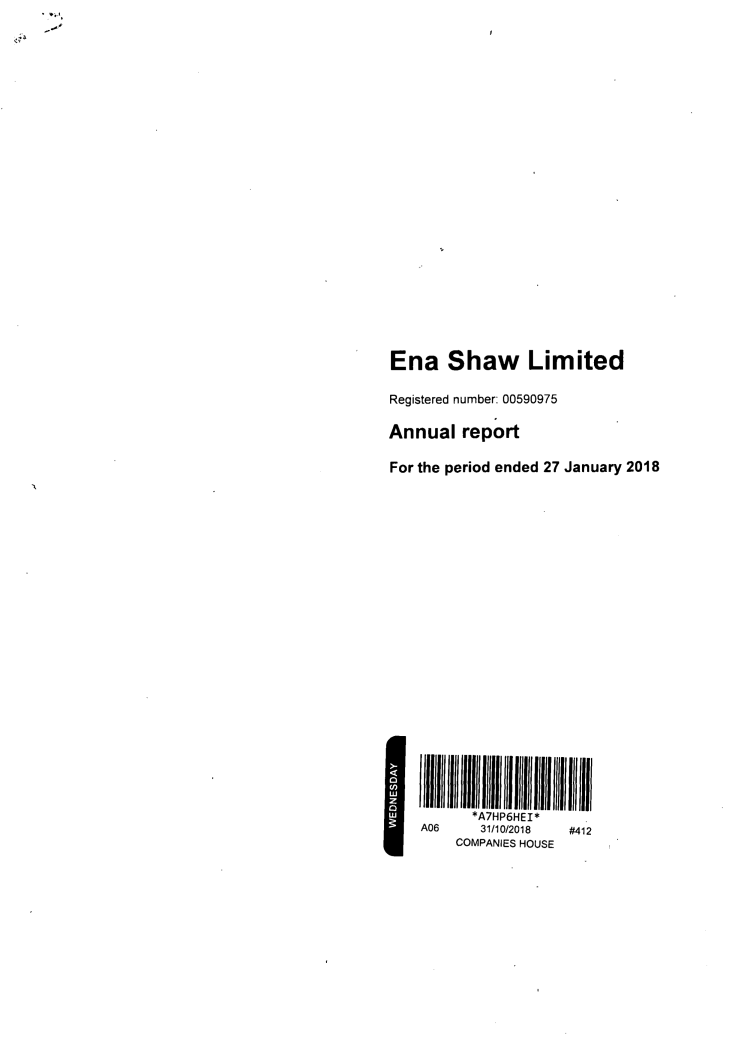 Ena Shaw Limited
Registered number: 00590975
Annual report
For the period ended 27 January 2018
WEDNESDAY
*A7HP6HEI*
A06 31/10/2018 #412
COMPANIES HOUSE